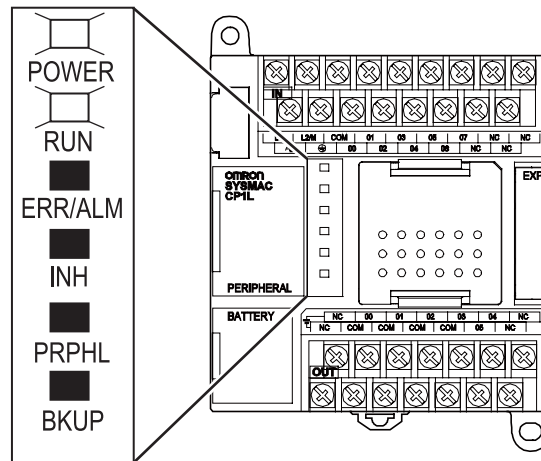 POWER
RUN
ERR/ALM
INH
PRPHL
BKUP
IN
L2/N COM 01 03 05 07 NC NC
00 02 04 06 NC NC
OMRON
SYSMAC
CP1L
EXP
PERIPHERAL
BATTERY
NC 00 01 02 03 04 NC
NC COM COM COM COM 05 NC
OUT